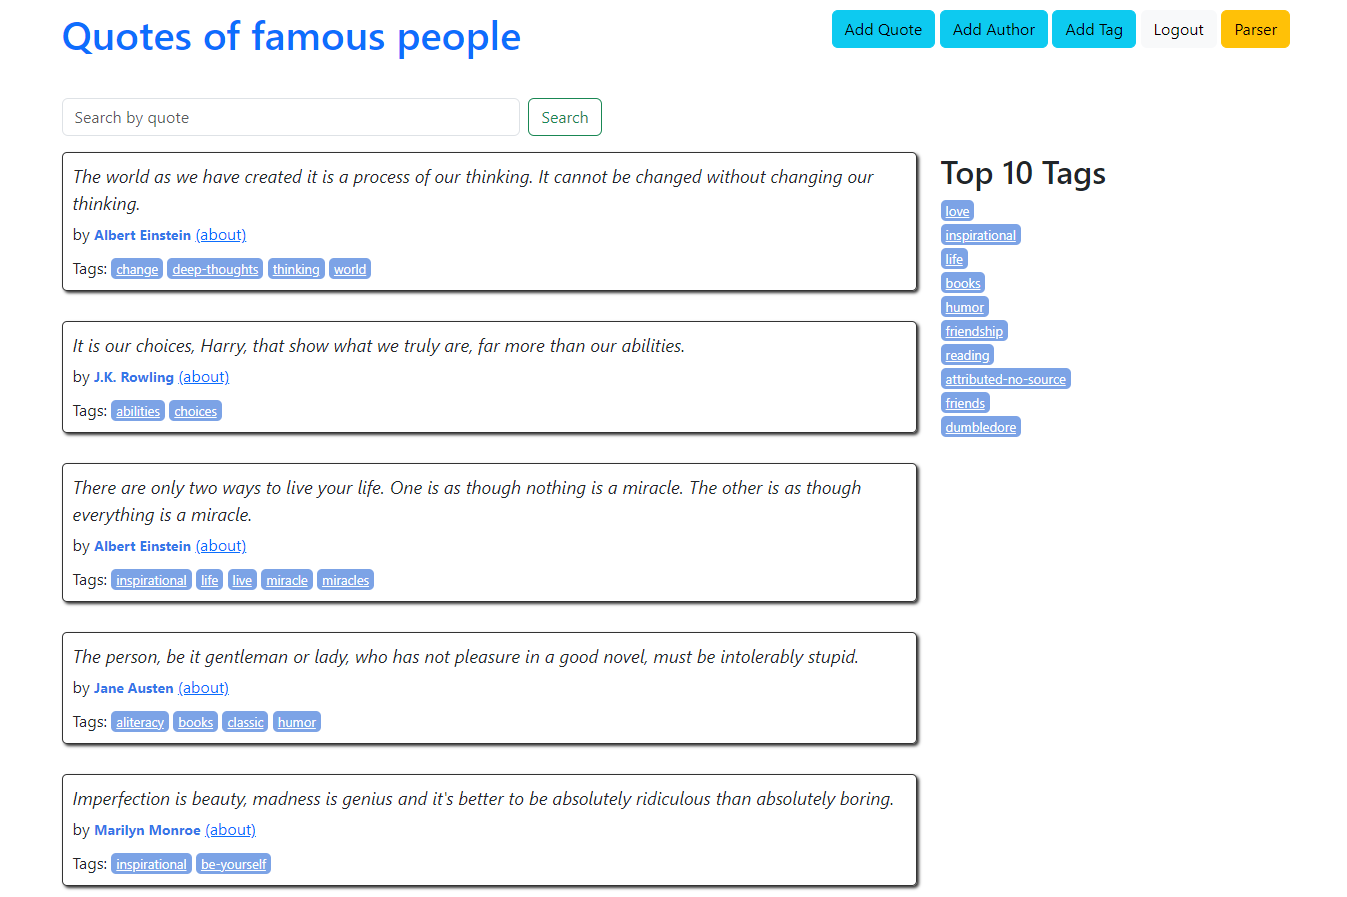 Quotes of famous people
Add Quote Add Author Add Tag Logout Parser
Search by quote Search
The world as we have created it is a process of our thinking. It cannot be changed without changing our
thinking.
by Albert Einstein (about)
Tags: change deep-thoughts thinking world
It is our choices, Harry, that show what we truly are, far more than our abilities.
by J.K. Rowling (about)
Tags: abilities choices
There are only two ways to live your life. One is as though nothing is a miracle. The other is as though
everything is a miracle.
by Albert Einstein (about)
Tags: inspirational life live miracle miracles
The person, be it gentleman or lady, who has not pleasure in a good novel, must be intolerably stupid.
by Jane Austen (about)
Tags: aliteracy books classic humor
Imperfection is beauty, madness is genius and it's better to be absolutely ridiculous than absolutely boring.
by Marilyn Monroe (about)
Tags: inspirational be-yourself
Top 10 Tags
love
inspirational
life
books
humor
friendship
reading
attributed-no-source
friends
dumbledore